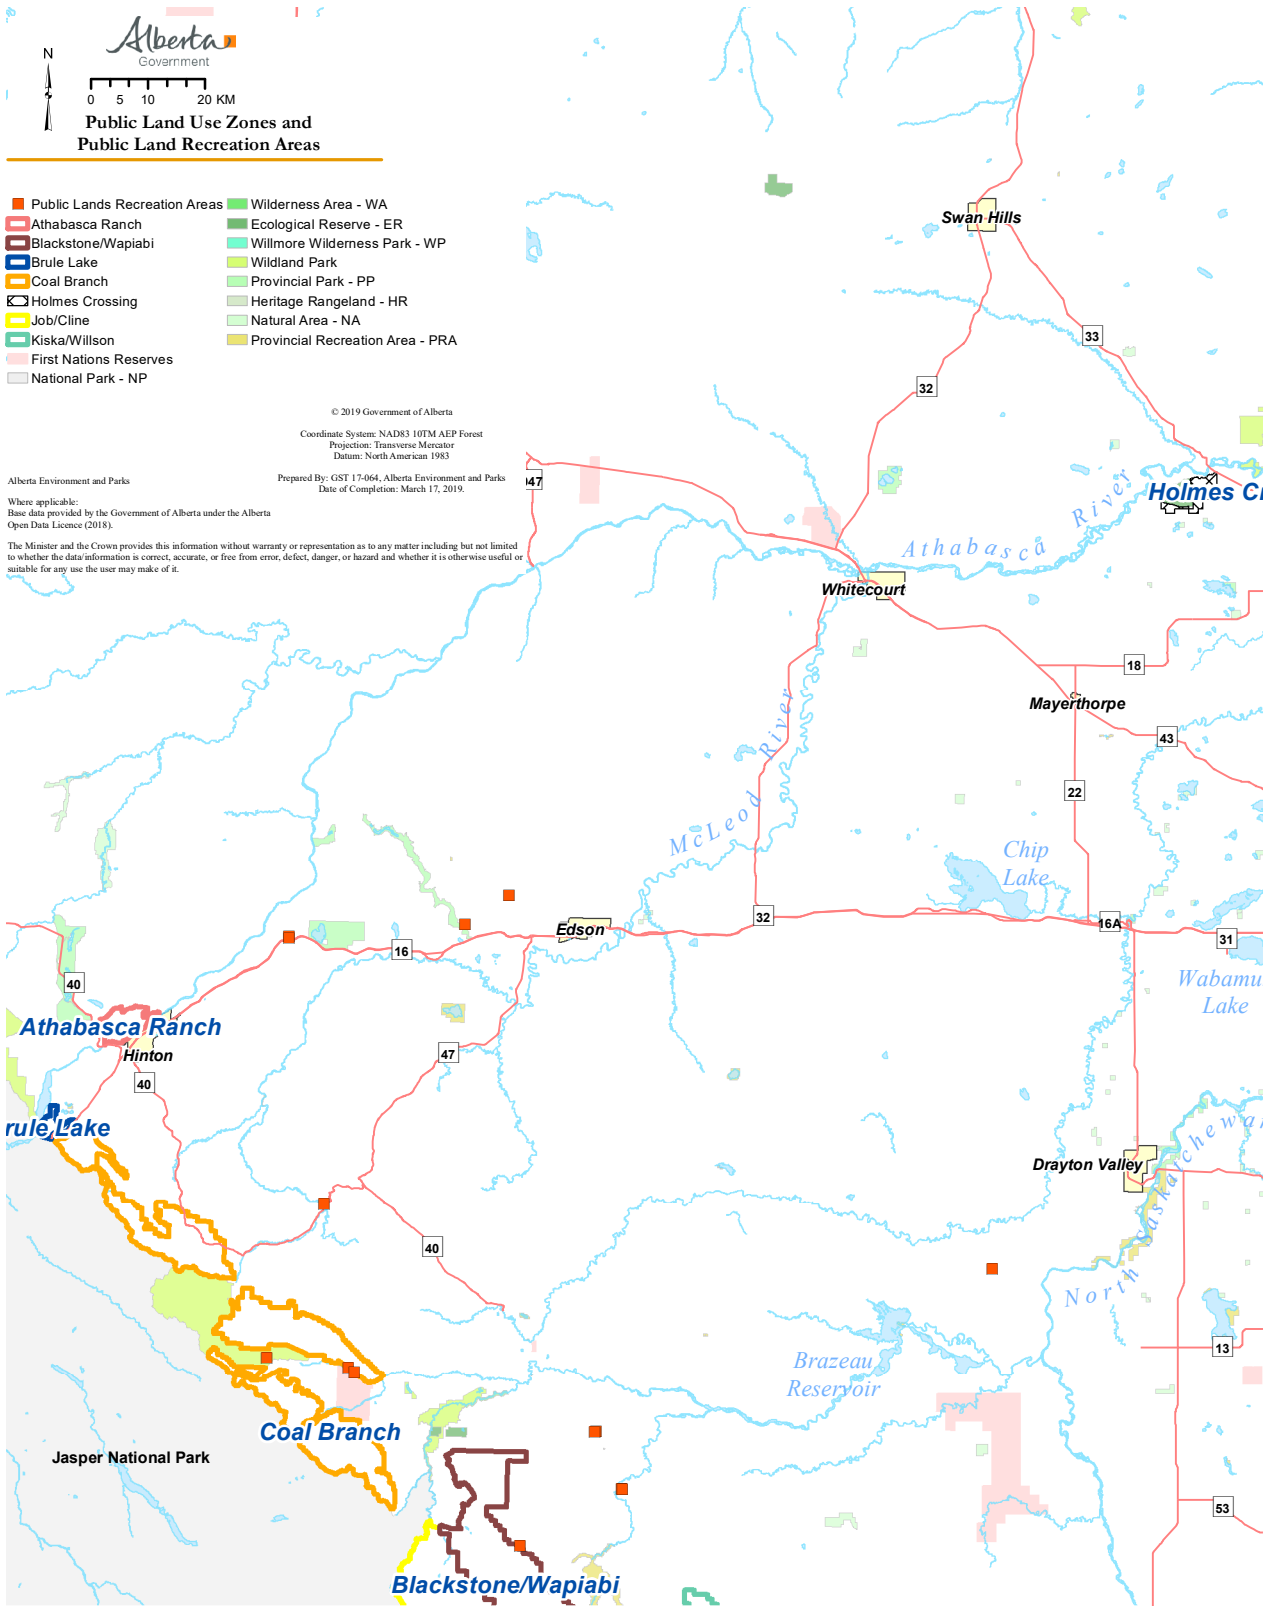 Alberta
Government
N
0 5 10 20 KM
Public Land Use Zones and
Public Land Recreation Areas
Public Lands Recreation Areas
Athabasca Ranch
Blackstone/Wapiabi
Brule Lake
Coal Branch
Holmes Crossing
Job/Cline
Kiska/Willson
First Nations Reserves
National Park - NP
Wilderness Area - WA
Ecological Reserve - ER
Willmore Wilderness Park - WP
Wildland Park
Provincial Park - PP
Heritage Rangeland - HR
Natural Area - NA
Provincial Recreation Area - PRA
© 2019 Government of Alberta
Coordinate System: NAD83 10TM AEP Forest
Projection: Transverse Mercator
Datum: North American 1983
Prepared By: GST 17-064, Alberta Environment and Parks
Date of Completion: March 17, 2019.
Alberta Environment and Parks
Where applicable:
Base data provided by the Government of Alberta under the Alberta
Open Data Licence (2018).
The Minister and the Crown provides this information without warranty or representation as to any matter including but not limited
to whether the data/information is correct, accurate, or free from error, defect, danger, or hazard and whether it is otherwise useful or
suitable for any use the user may make of it.
Swan Hills
33
32
47
Holmes C
Athabasca River
Whitecourt
18
Mayerthorpe
43
22
McLeod River
Chip
Lake
32
16A
31
Edson
16
40
Wabamu
Lake
Athabasca Ranch
Hinton
40
47
rule Lake
Drayton Valley
North Saskatchewan
40
13
Brazeau
Reservoir
Coal Branch
Jasper National Park
53
Blackstone/Wapiabi